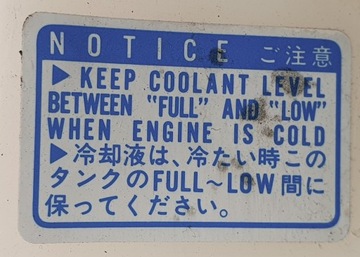 NOTICE ご注意
▶ KEEP COOLANT LEVEL
BETWEEN "FULL" AND "LOW"
WHEN ENGINE IS COLD
▶冷却液は、冷たい時この
タンクのFULL～LOW間に
保ってください。